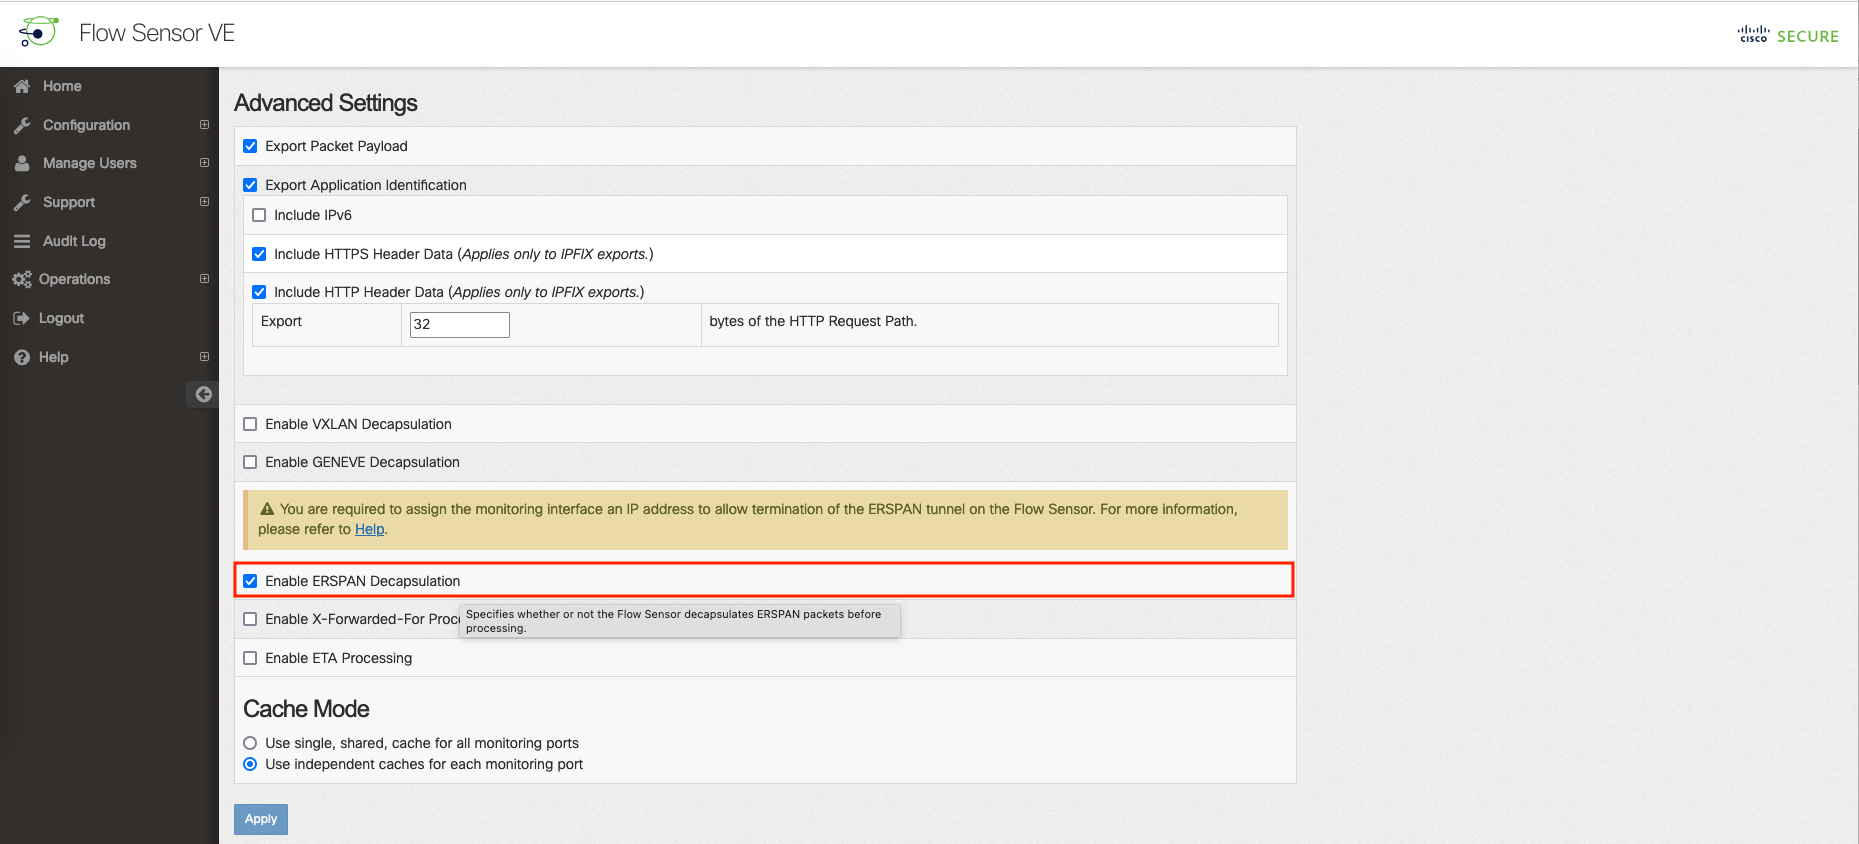 Flow Sensor VE
cisco SECURE
Home
Configuration
Manage Users
Support
Audit Log
Operations
Logout
Help
Advanced Settings
Export Packet Payload
Export Application Identification
Include IPv6
Include HTTPS Header Data (Applies only to IPFIX exports.)
Include HTTP Header Data (Applies only to IPFIX exports.)
Export 32 bytes of the HTTP Request Path.
Enable VXLAN Decapsulation
Enable GENEVE Decapsulation
You are required to assign the monitoring interface an IP address to allow termination of the ERSPAN tunnel on the Flow Sensor. For more information,
please refer to Help.
Enable ERSPAN Decapsulation
Enable X-Forwarded-For Proc
Specifies whether or not the Flow Sensor decapsulates ERSPAN packets before
processing.
Enable ETA Processing
Cache Mode
Use single, shared, cache for all monitoring ports
Use independent caches for each monitoring port
Apply